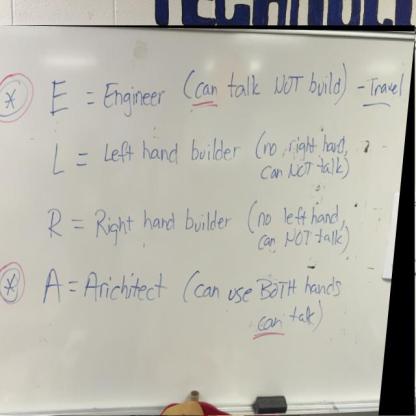 TECHNOL
* E = Engineer (can talk NOT build) - Travel
L = Left hand builder (no right hand,
can NOT talk)
R = Right hand builder (no left hand,
can NOT talk)
* A = Arichitect (can use BOTH hands
can talk)